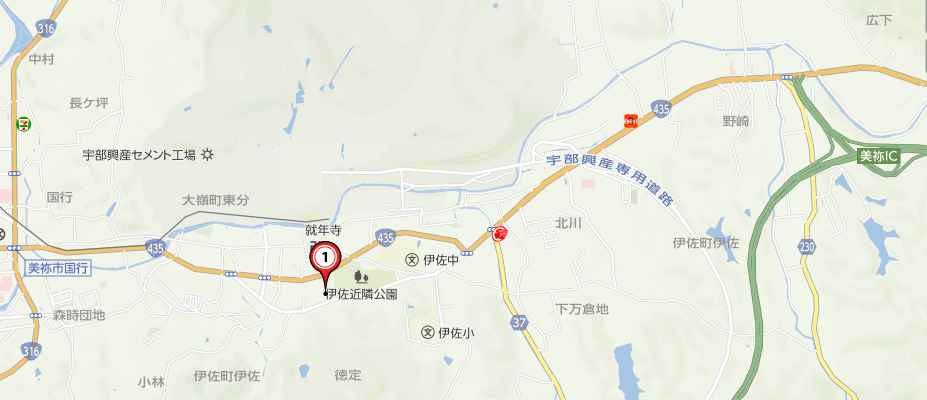 316
広下
中村
長ケ坪
435
ENEOS
野崎
宇部興産セメント工場
宇部興産専用道路
美祢IC
国行
大嶺町東分
就年寺
北川
435
435
伊佐町伊佐
230
1
文 伊佐中
美祢市国行
伊佐近隣公園
森時団地
下万倉地
37
文 伊佐小
316
小林
伊佐町伊佐
徳定